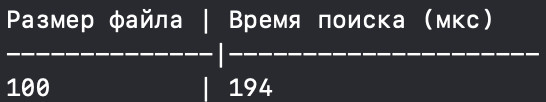 Размер файла | Время поиска (мкс)
--------------|---------------------
100           | 194